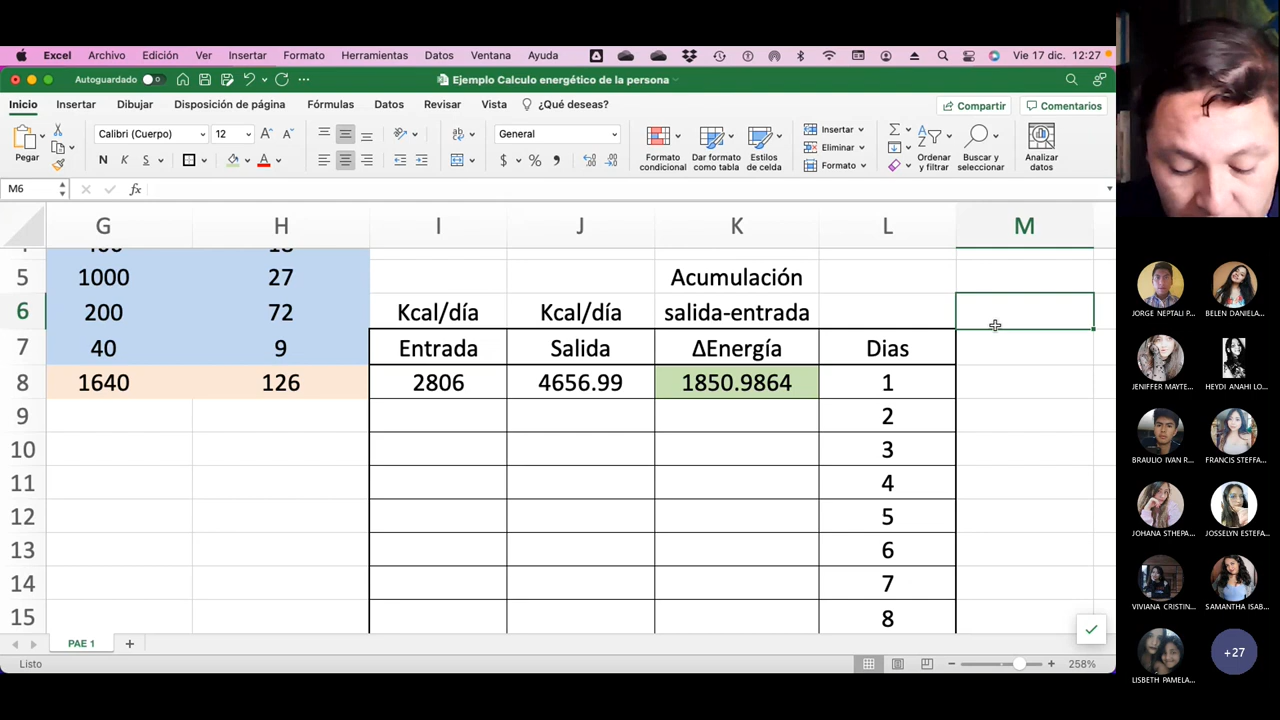 Excel Archivo Edición Ver Insertar Formato Herramientas Datos Ventana Ayuda Vie 17 dic. 12:27
Autoguardado Ejemplo Calculo energético de la persona
Inicio Insertar Dibujar Disposición de página Fórmulas Datos Revisar Vista ¿Qué deseas? Compartir Comentarios
Pegar Calibri (Cuerpo) 12 General Formato condicional Dar formato como tabla Estilos de celda Insertar Eliminar Formato Ordenar y filtrar Buscar y seleccionar Analizar datos
N K S A $ %
M6 fx
G H I J K L M
5 1000 27 Acumulación
6 200 72 Kcal/día Kcal/día salida-entrada
7 40 9 Entrada Salida ΔEnergía Dias
8 1640 126 2806 4656.99 1850.9864 1
9 2
10 3
11 4
12 5
13 6
14 7
15 8
PAE 1 +
Listo 258%
JORGE NEPTALI P... BELEN DANIELA...
JENIFFER MAYTE... HEYDI ANAHI LO...
BRAULIO IVAN R... FRANCIS STEFFA...
JOHANA STHEPA... JOSSELYN ESTEFA...
VIVIANA CRISTIN... SAMANTHA ISAB...
LISBETH PAMELA... +27